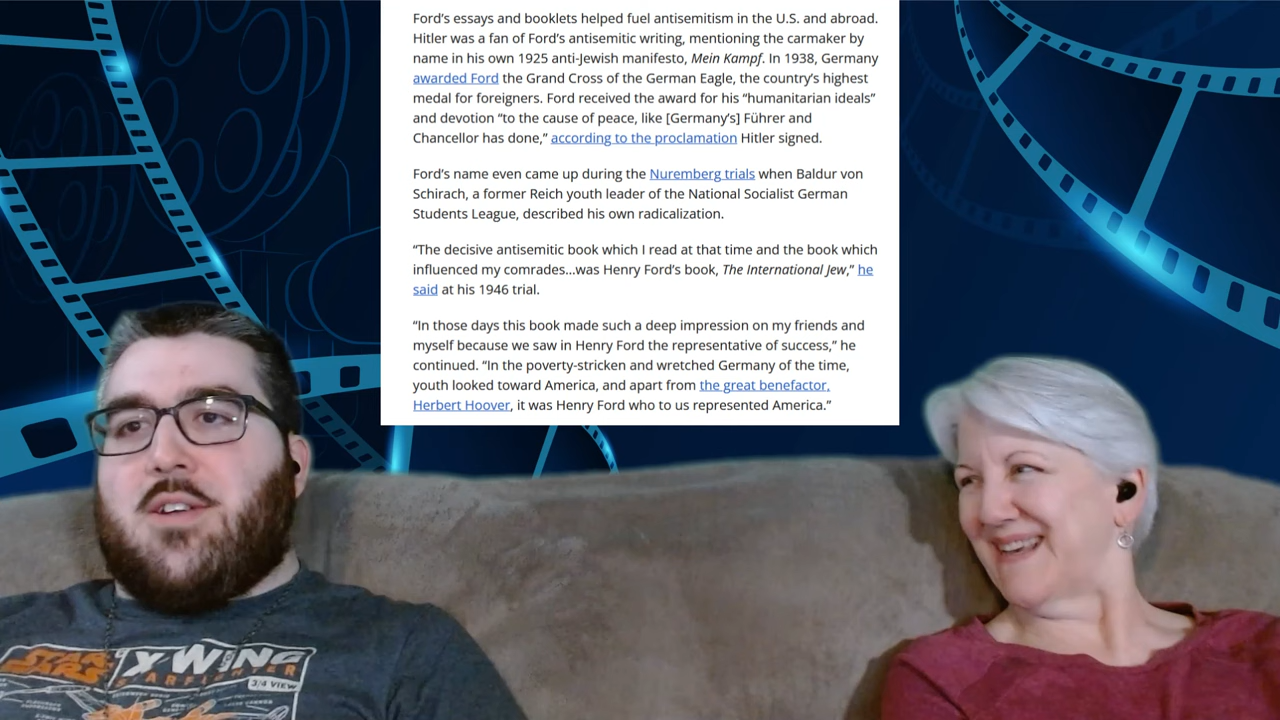 Ford's essays and booklets helped fuel antisemitism in the U.S. and abroad.
Hitler was a fan of Ford's antisemitic writing, mentioning the carmaker by
name in his own 1925 anti-Jewish manifesto, Mein Kampf. In 1938, Germany
awarded Ford the Grand Cross of the German Eagle, the country's highest
medal for foreigners. Ford received the award for his “humanitarian ideals”
and devotion “to the cause of peace, like [Germany's] Führer and
Chancellor has done,” according to the proclamation Hitler signed.
Ford's name even came up during the Nuremberg trials when Baldur von
Schirach, a former Reich youth leader of the National Socialist German
Students League, described his own radicalization.
“The decisive antisemitic book which I read at that time and the book which
influenced my comrades...was Henry Ford's book, The International Jew,” he
said at his 1946 trial.
“In those days this book made such a deep impression on my friends and
myself because we saw in Henry Ford the representative of success,” he
continued. “In the poverty-stricken and wretched Germany of the time,
youth looked toward America, and apart from the great benefactor,
Herbert Hoover, it was Henry Ford who to us represented America.”
STAR WARS X WING
STARFIGHTER
3/4 VIEW